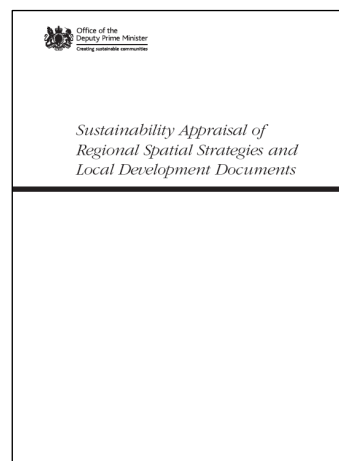 Office of the
Deputy Prime Minister
Creating sustainable communities
Sustainability Appraisal of
Regional Spatial Strategies and
Local Development Documents